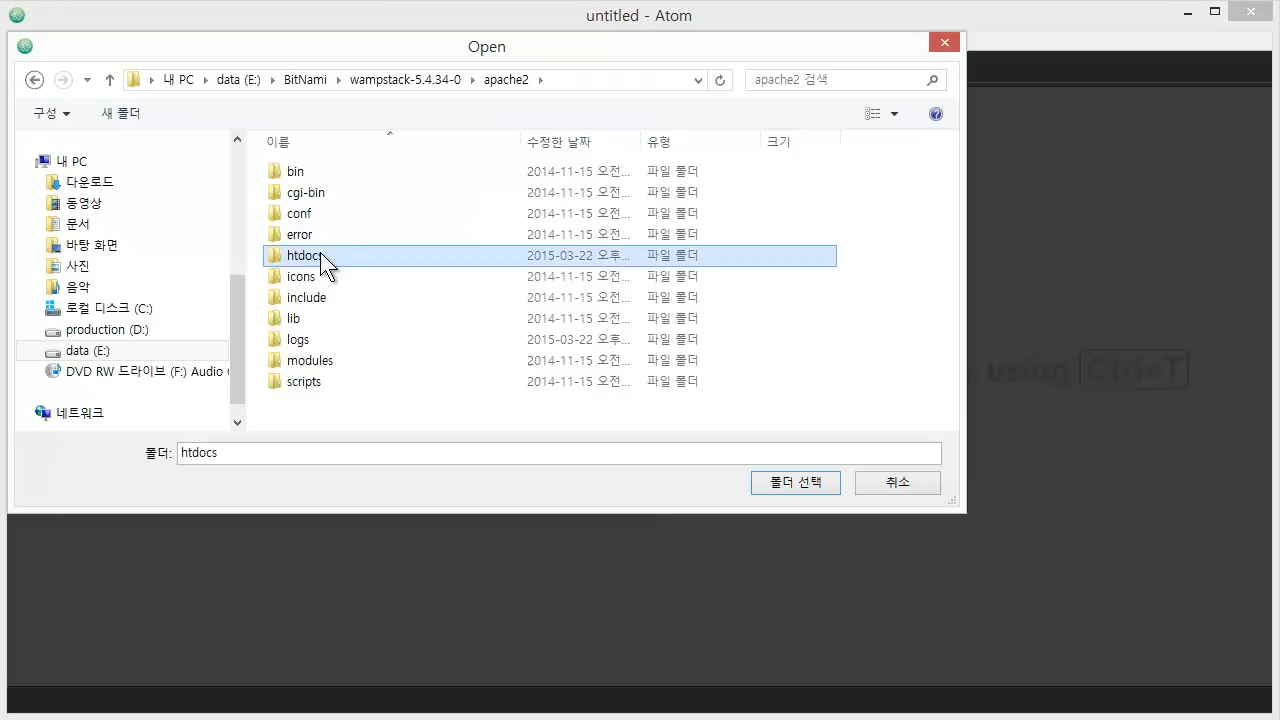 untitled - Atom
Open
내 PC data (E:) BitNami wampstack-5.4.34-0 apache2
apache2 검색
구성 새 폴더
이름 수정한 날짜 유형 크기
내 PC
다운로드
동영상
문서
바탕 화면
사진
음악
로컬 디스크 (C:)
production (D:)
data (E:)
DVD RW 드라이브 (F:) Audio
네트워크
bin 2014-11-15 오전... 파일 폴더
cgi-bin 2014-11-15 오전... 파일 폴더
conf 2014-11-15 오전... 파일 폴더
error 2014-11-15 오전... 파일 폴더
htdocs 2015-03-22 오후... 파일 폴더
icons 2014-11-15 오전... 파일 폴더
include 2014-11-15 오전... 파일 폴더
lib 2014-11-15 오전... 파일 폴더
logs 2015-03-22 오후... 파일 폴더
modules 2014-11-15 오전... 파일 폴더
scripts 2014-11-15 오전... 파일 폴더
using Ctrl+T
폴더: htdocs
폴더 선택 취소